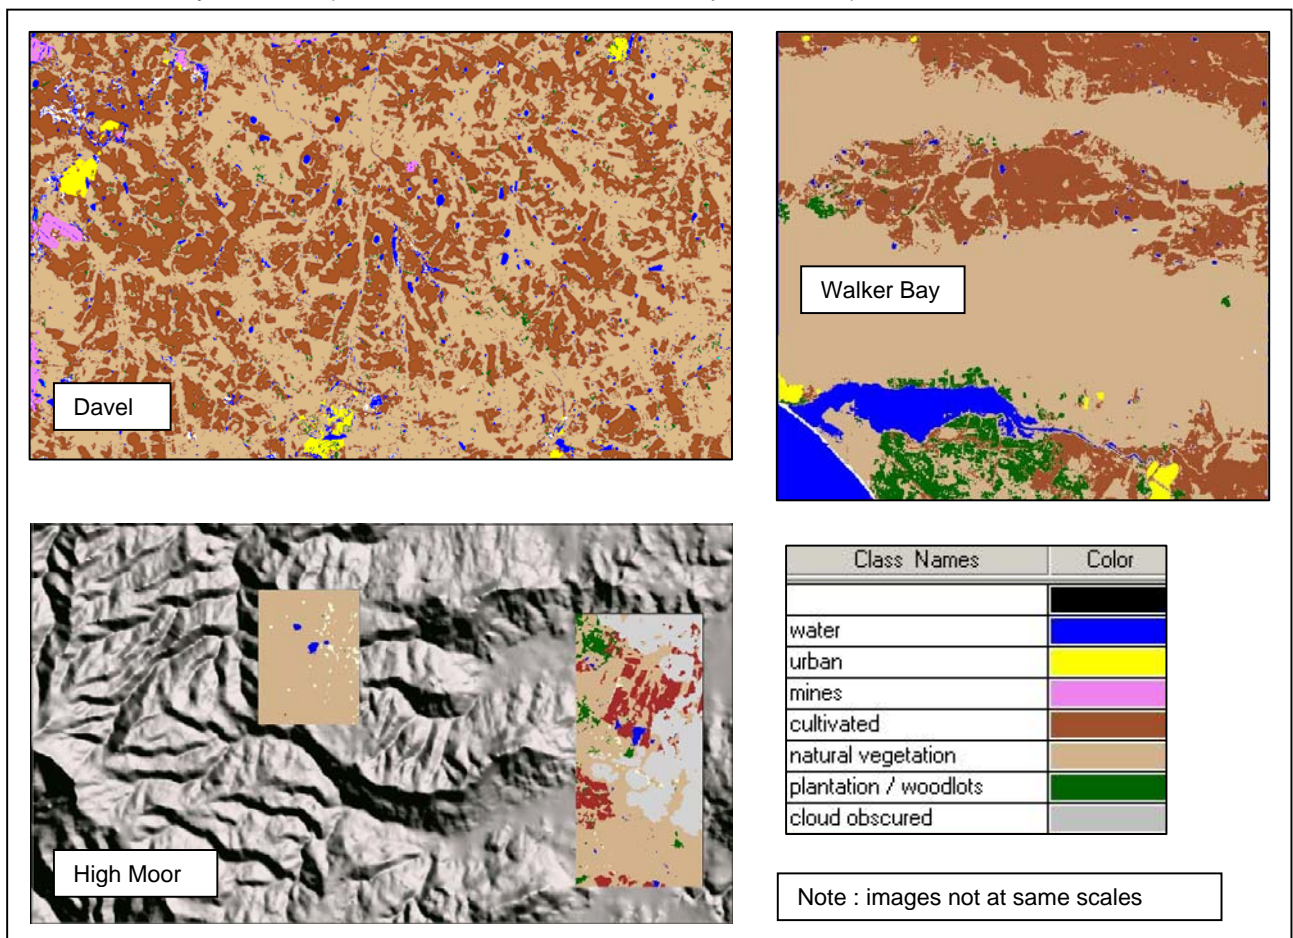 Davel
Walker Bay
High Moor
Class Names Color
water
urban
mines
cultivated
natural vegetation
plantation / woodlots
cloud obscured
Note : images not at same scales